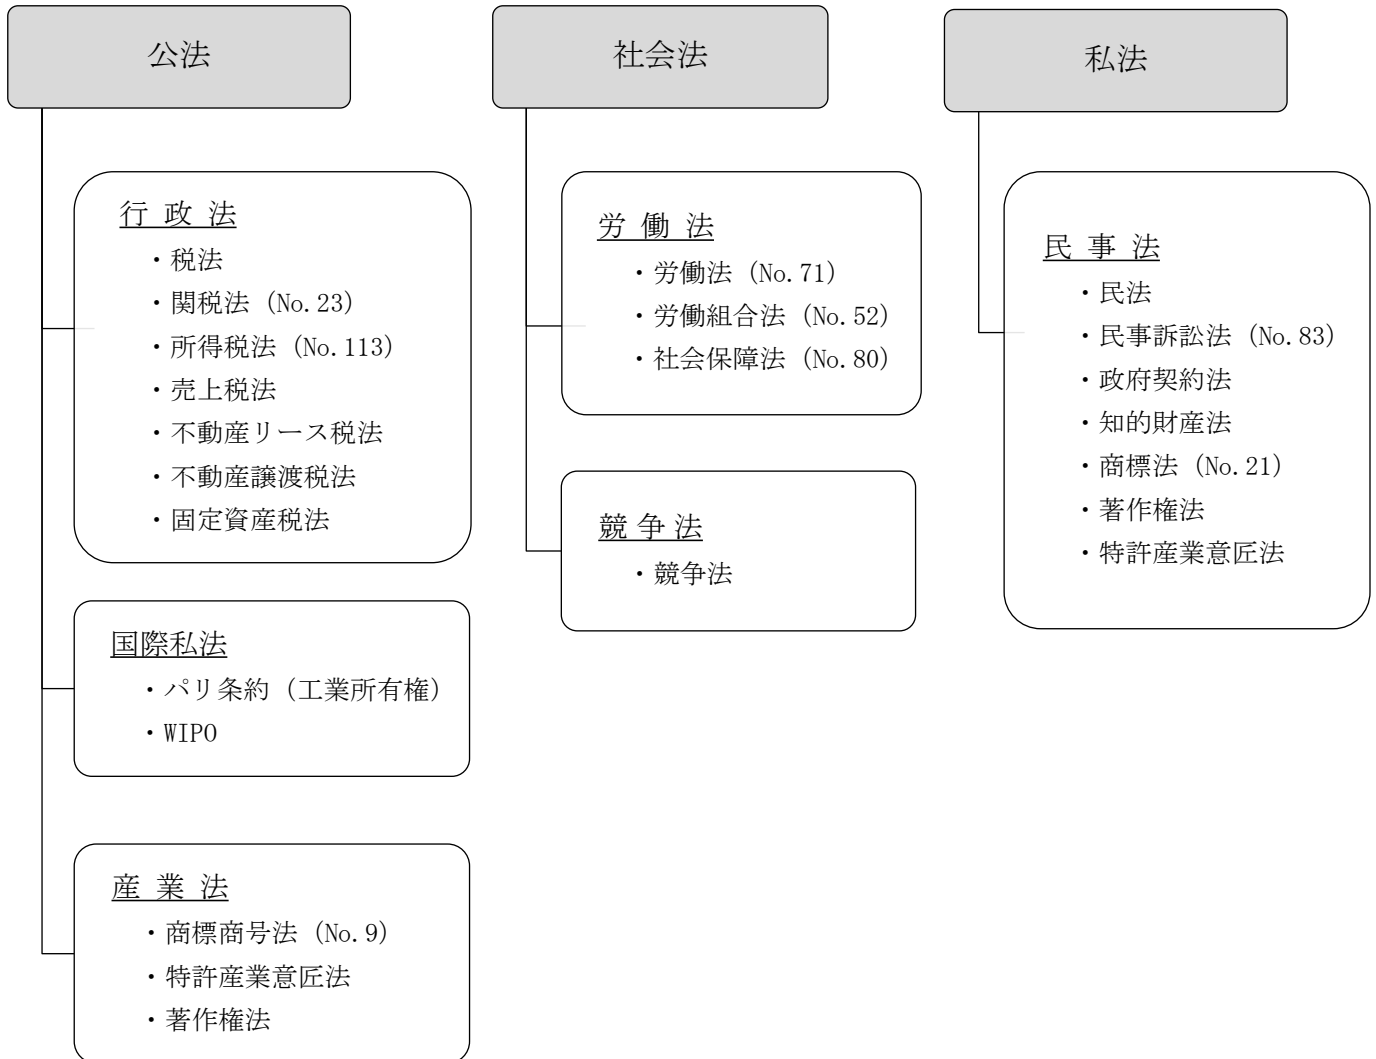 公法
行 政 法
・税法
・関税法 (No.23)
・所得税法 (No.113)
・売上税法
・不動産リース税法
・不動産譲渡税法
・固定資産税法
国際私法
・パリ条約（工業所有権）
・WIPO
産 業 法
・商標商号法 (No.9)
・特許産業意匠法
・著作権法
社会法
労 働 法
・労働法 (No.71)
・労働組合法 (No.52)
・社会保障法 (No.80)
競 争 法
・競争法
私法
民 事 法
・民法
・民事訴訟法 (No.83)
・政府契約法
・知的財産法
・商標法 (No.21)
・著作権法
・特許産業意匠法